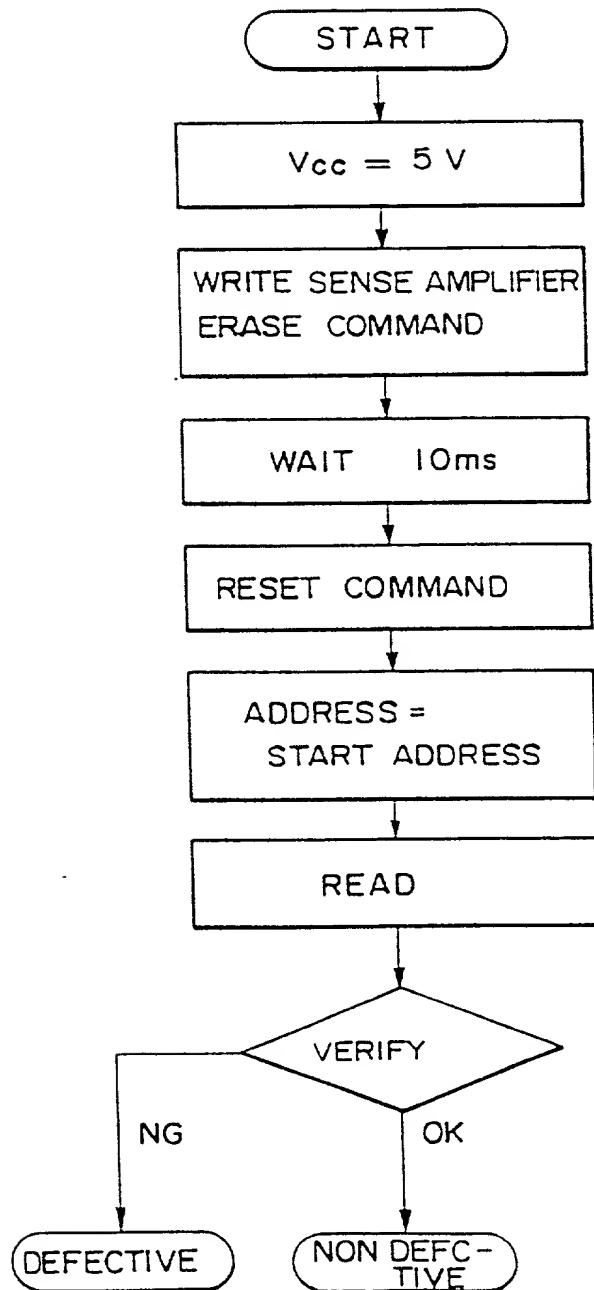 START
Vcc = 5 V
WRITE SENSE AMPLIFIER
ERASE COMMAND
WAIT 10ms
RESET COMMAND
ADDRESS =
START ADDRESS
READ
VERIFY
NG
OK
DEFECTIVE
NON DEFC-
TIVE